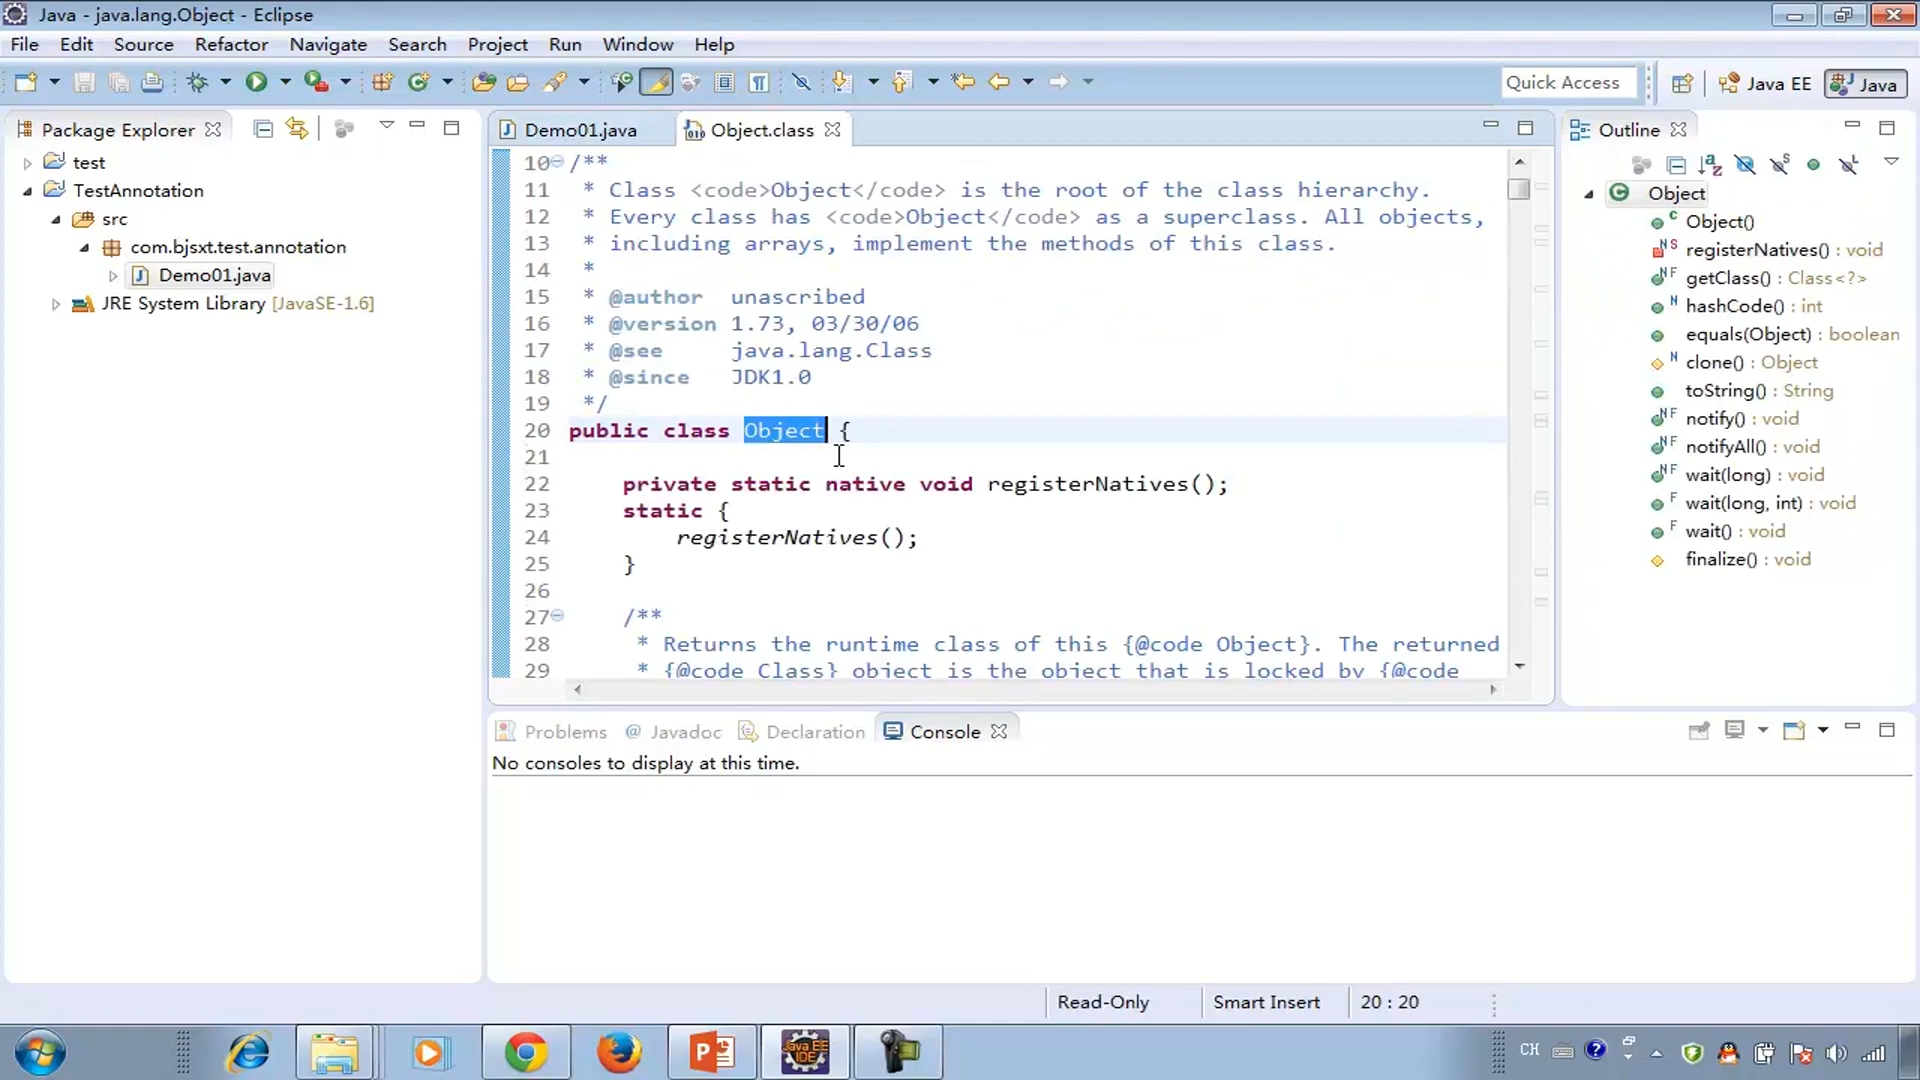 Java - java.lang.Object - Eclipse
File Edit Source Refactor Navigate Search Project Run Window Help
Quick Access Java EE Java
Package Explorer
test
TestAnnotation
src
com.bjsxt.test.annotation
Demo01.java
JRE System Library [JavaSE-1.6]
Demo01.java Object.class
10 /**
11 * Class <code>Object</code> is the root of the class hierarchy.
12 * Every class has <code>Object</code> as a superclass. All objects,
13 * including arrays, implement the methods of this class.
14 *
15 * @author unascribed
16 * @version 1.73, 03/30/06
17 * @see java.lang.Class
18 * @since JDK1.0
19 */
20 public class Object {
21
22 private static native void registerNatives();
23 static {
24 registerNatives();
25 }
26
27 /**
28 * Returns the runtime class of this {@code Object}. The returned
29 * {@code Class} object is the object that is locked by {@code
Outline
Object
Object()
registerNatives() : void
getClass() : Class<?>
hashCode() : int
equals(Object) : boolean
clone() : Object
toString() : String
notify() : void
notifyAll() : void
wait(long) : void
wait(long, int) : void
wait() : void
finalize() : void
Problems @ Javadoc Declaration Console
No consoles to display at this time.
Read-Only Smart Insert 20 : 20
Java EE
IDE
CH